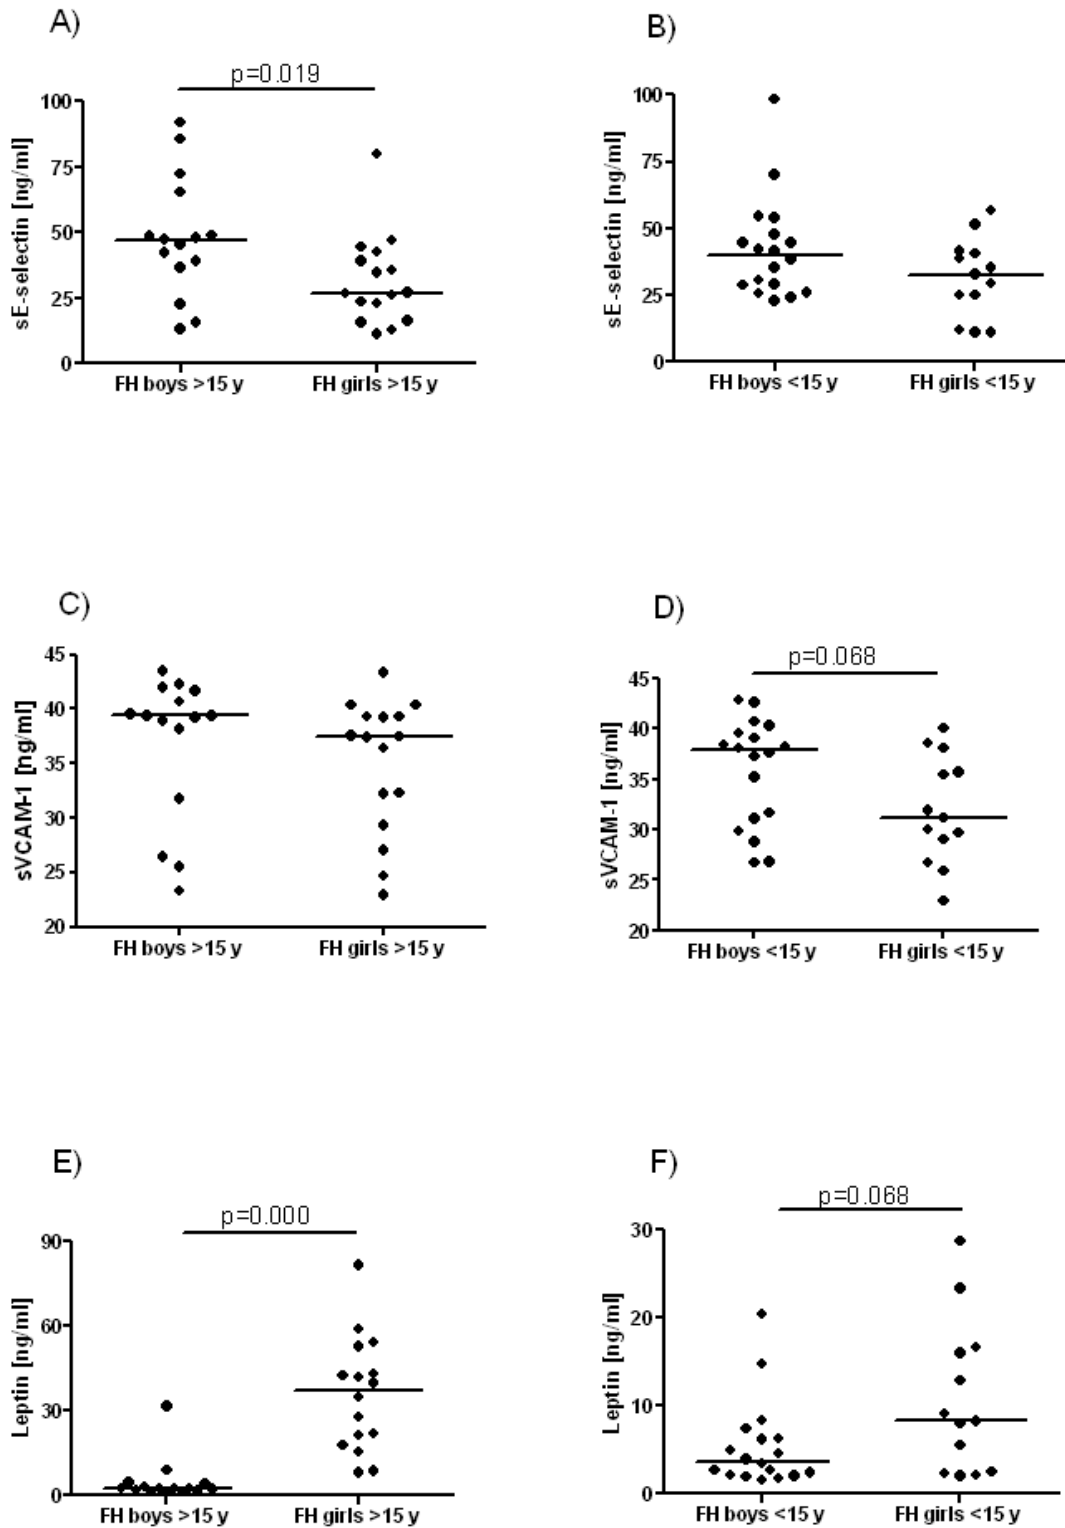 A)
p=0.019
sE-selectin [ng/ml]
100
75
50
25
0
FH boys >15 y
FH girls >15 y
B)
sE-selectin [ng/ml]
100
75
50
25
0
FH boys <15 y
FH girls <15 y
C)
sVCAM-1 [ng/ml]
45
40
35
30
25
20
FH boys >15 y
FH girls >15 y
D)
p=0.068
sVCAM-1 [ng/ml]
45
40
35
30
25
20
FH boys <15 y
FH girls <15 y
E)
p=0.000
Leptin [ng/ml]
90
60
30
0
FH boys >15 y
FH girls >15 y
F)
p=0.068
Leptin [ng/ml]
30
20
10
0
FH boys <15 y
FH girls <15 y